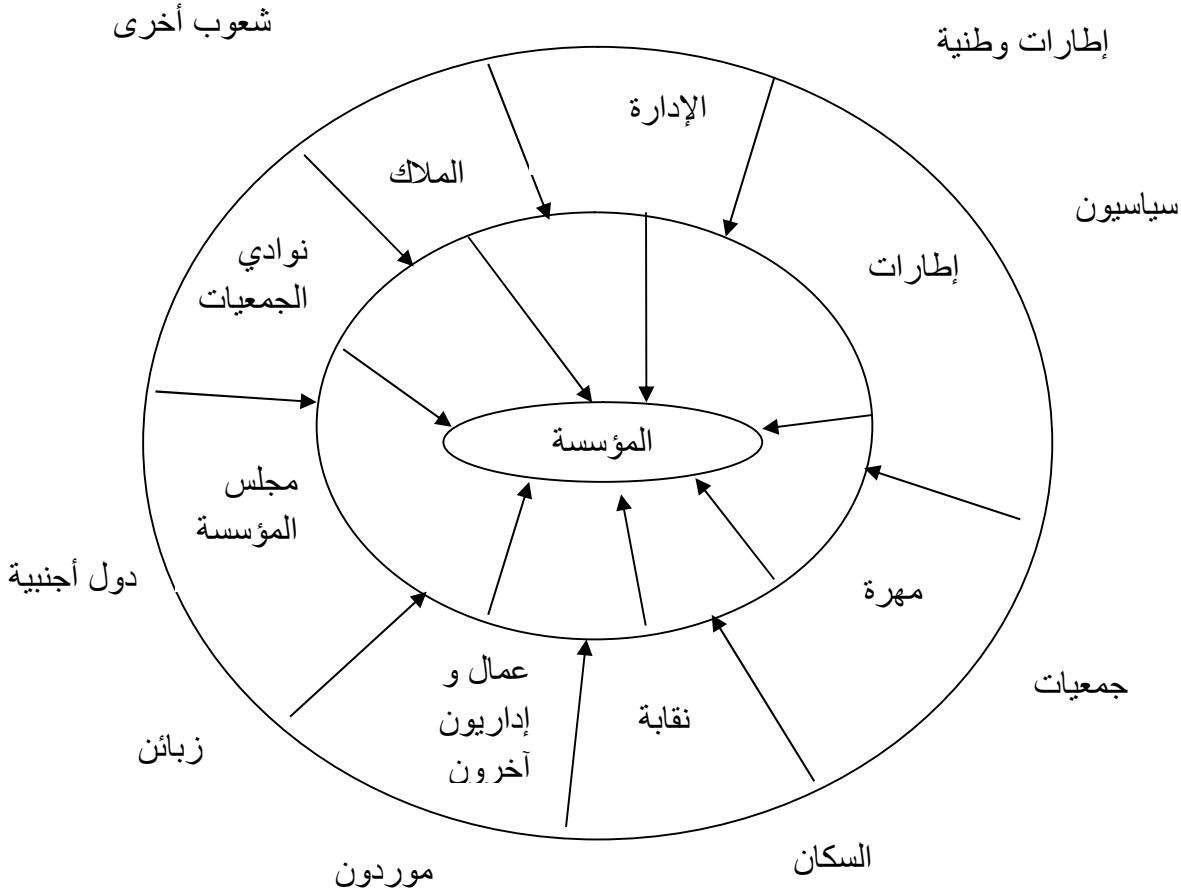 شعوب أخرى
إطارات وطنية
الإدارة
الملاك
سياسيون
نوادي
الجمعيات
إطارات
المؤسسة
مجلس
المؤسسة
دول أجنبية
مهرة
عمال و
إداريون
آخرون
نقابة
جمعيات
زبائن
السكان
موردون